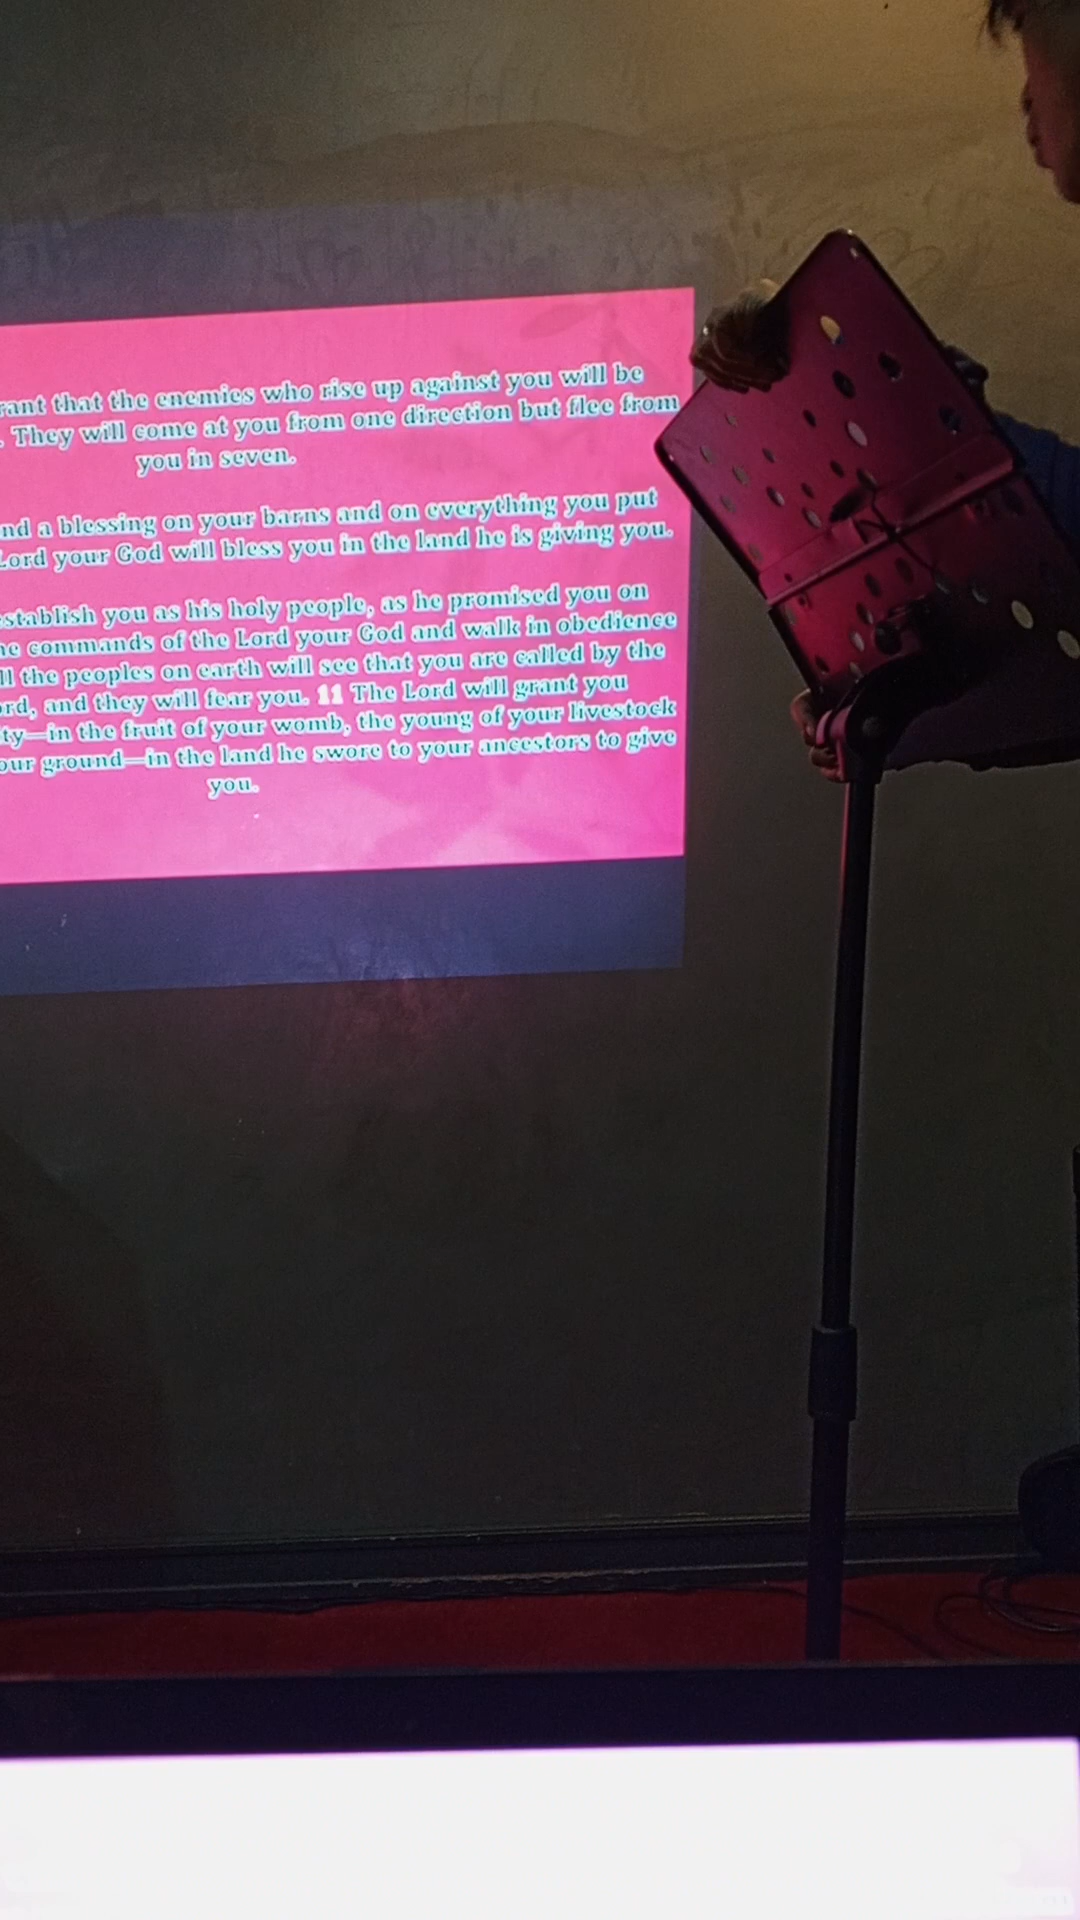 rant that the enemies who rise up against you will be
. They will come at you from one direction but flee from
you in seven.
nd a blessing on your barns and on everything you put
Lord your God will bless you in the land he is giving you.
establish you as his holy people, as he promised you on
he commands of the Lord your God and walk in obedience
ll the peoples on earth will see that you are called by the
ord, and they will fear you. 11 The Lord will grant you
ty—in the fruit of your womb, the young of your livestock
our ground—in the land he swore to your ancestors to give
you.